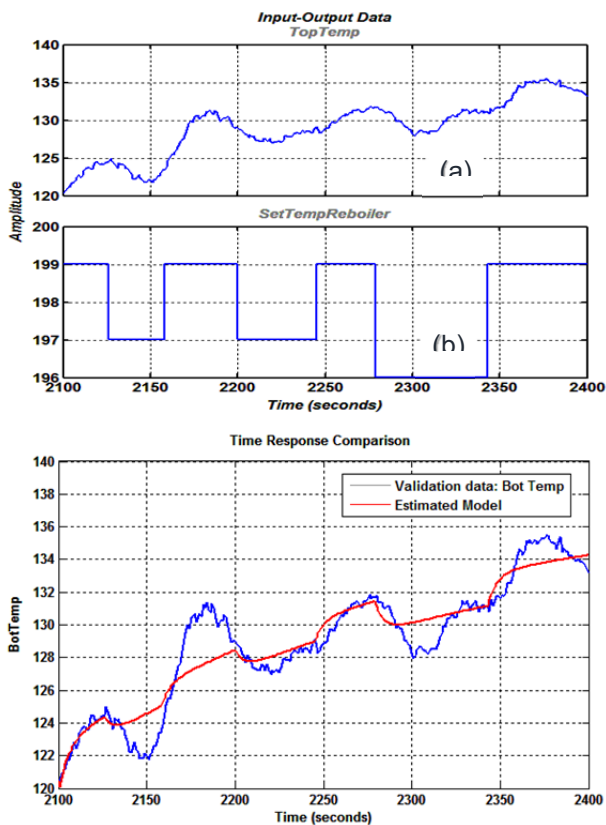 Input-Output Data
TopTemp
140
135
130
125
120
(a)
Amplitude
SetTempReboiler
200
199
198
197
196
(b)
2100 2150 2200 2250 2300 2350 2400
Time (seconds)
Time Response Comparison
140
138
136
134
132
130
128
126
124
122
120
BotTemp
Validation data: Bot Temp
Estimated Model
2100 2150 2200 2250 2300 2350 2400
Time (seconds)